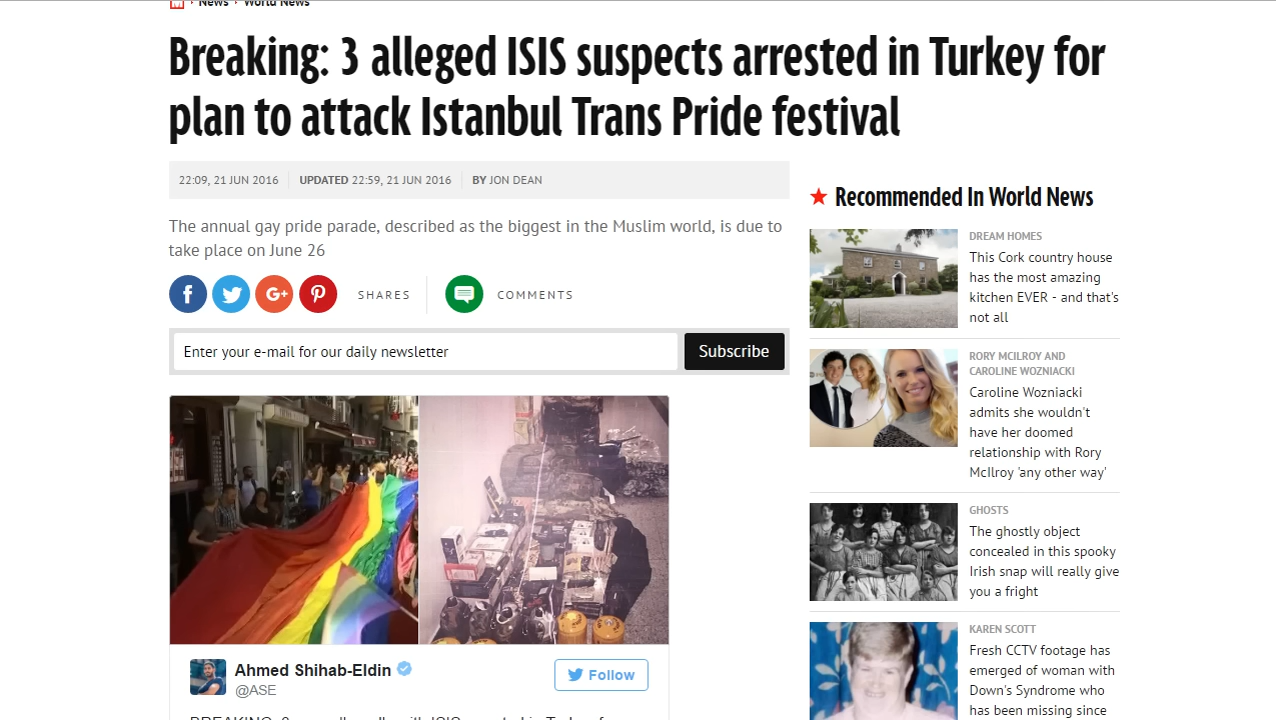 News World News
Breaking: 3 alleged ISIS suspects arrested in Turkey for
plan to attack Istanbul Trans Pride festival
22:09, 21 JUN 2016 UPDATED 22:59, 21 JUN 2016 BY JON DEAN
The annual gay pride parade, described as the biggest in the Muslim world, is due to
take place on June 26
SHARES COMMENTS
Enter your e-mail for our daily newsletter Subscribe
Ahmed Shihab-Eldin
@ASE
Follow
Recommended In World News
DREAM HOMES
This Cork country house
has the most amazing
kitchen EVER - and that's
not all
RORY MCILROY AND
CAROLINE WOZNIACKI
Caroline Wozniacki
admits she wouldn't
have her doomed
relationship with Rory
McIlroy 'any other way'
GHOSTS
The ghostly object
concealed in this spooky
Irish snap will really give
you a fright
KAREN SCOTT
Fresh CCTV footage has
emerged of woman with
Down's Syndrome who
has been missing since